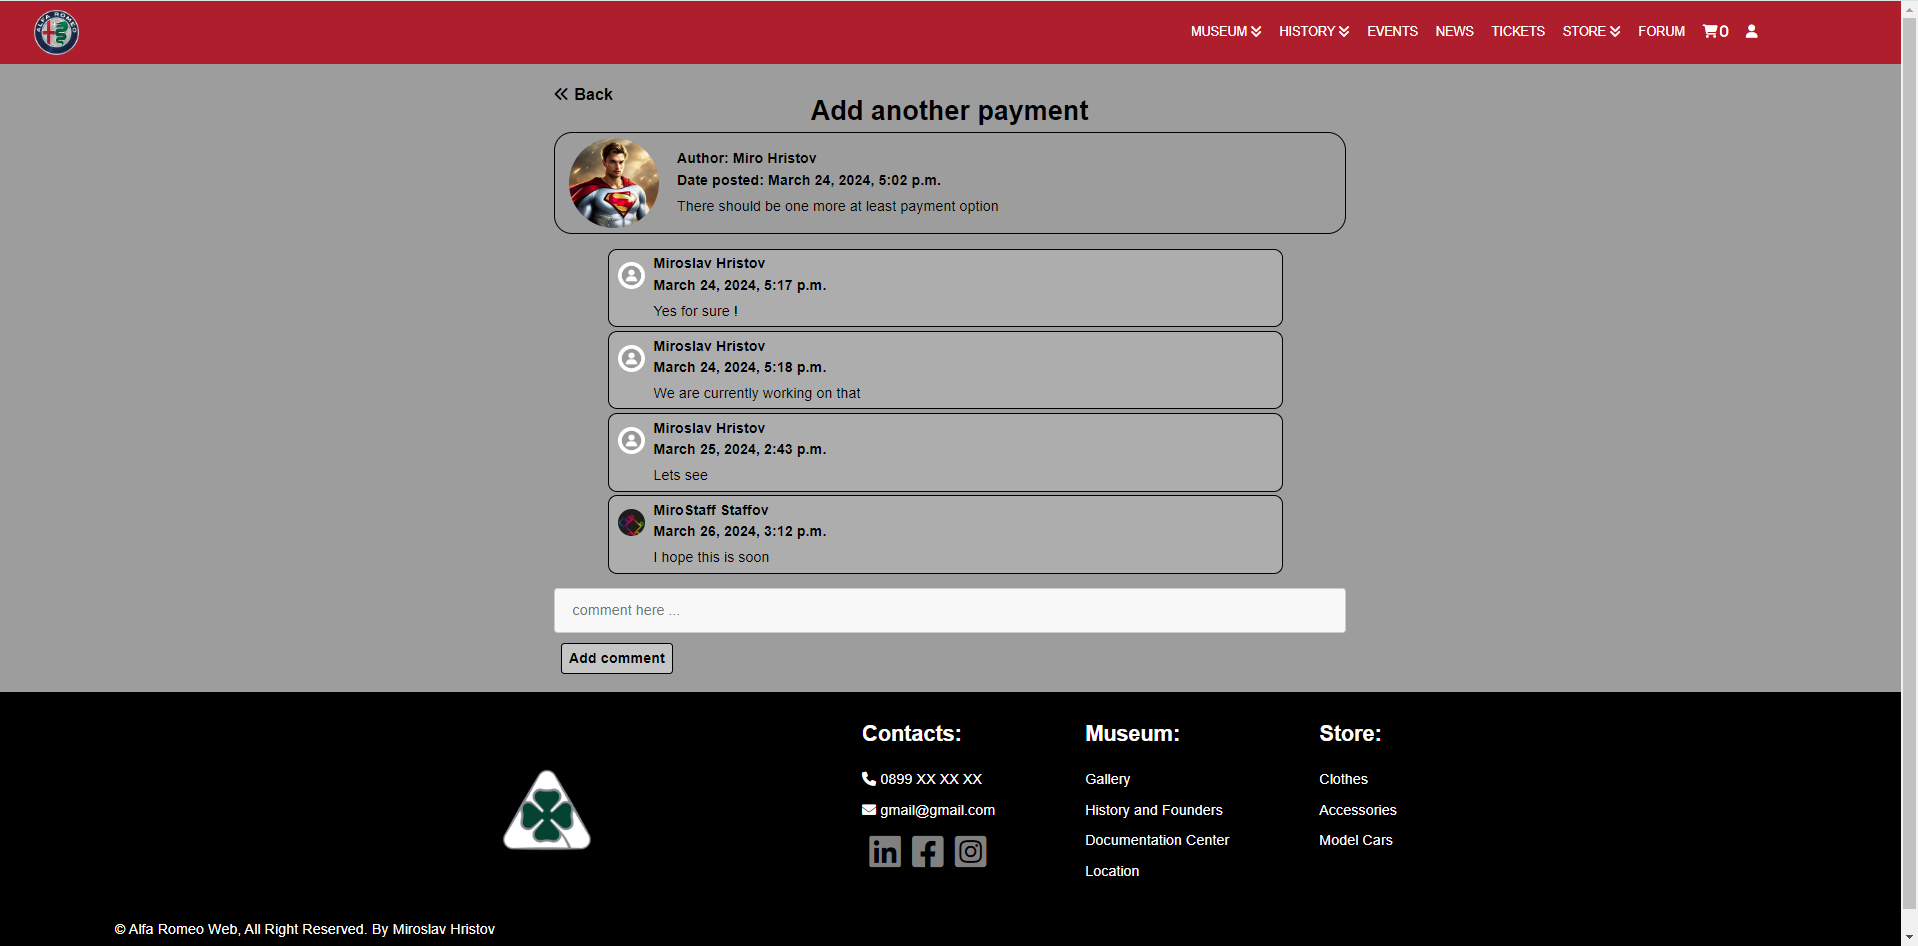 ALFA ROMEO
MUSEUM
HISTORY
EVENTS
NEWS
TICKETS
STORE
FORUM
0
Back
Add another payment
Author: Miro Hristov
Date posted: March 24, 2024, 5:02 p.m.
There should be one more at least payment option
Miroslav Hristov
March 24, 2024, 5:17 p.m.
Yes for sure !
Miroslav Hristov
March 24, 2024, 5:18 p.m.
We are currently working on that
Miroslav Hristov
March 25, 2024, 2:43 p.m.
Lets see
MiroStaff Staffov
March 26, 2024, 3:12 p.m.
I hope this is soon
comment here ...
Add comment
Contacts:
0899 XX XX XX
gmail@gmail.com
Museum:
Gallery
History and Founders
Documentation Center
Location
Store:
Clothes
Accessories
Model Cars
© Alfa Romeo Web, All Right Reserved. By Miroslav Hristov